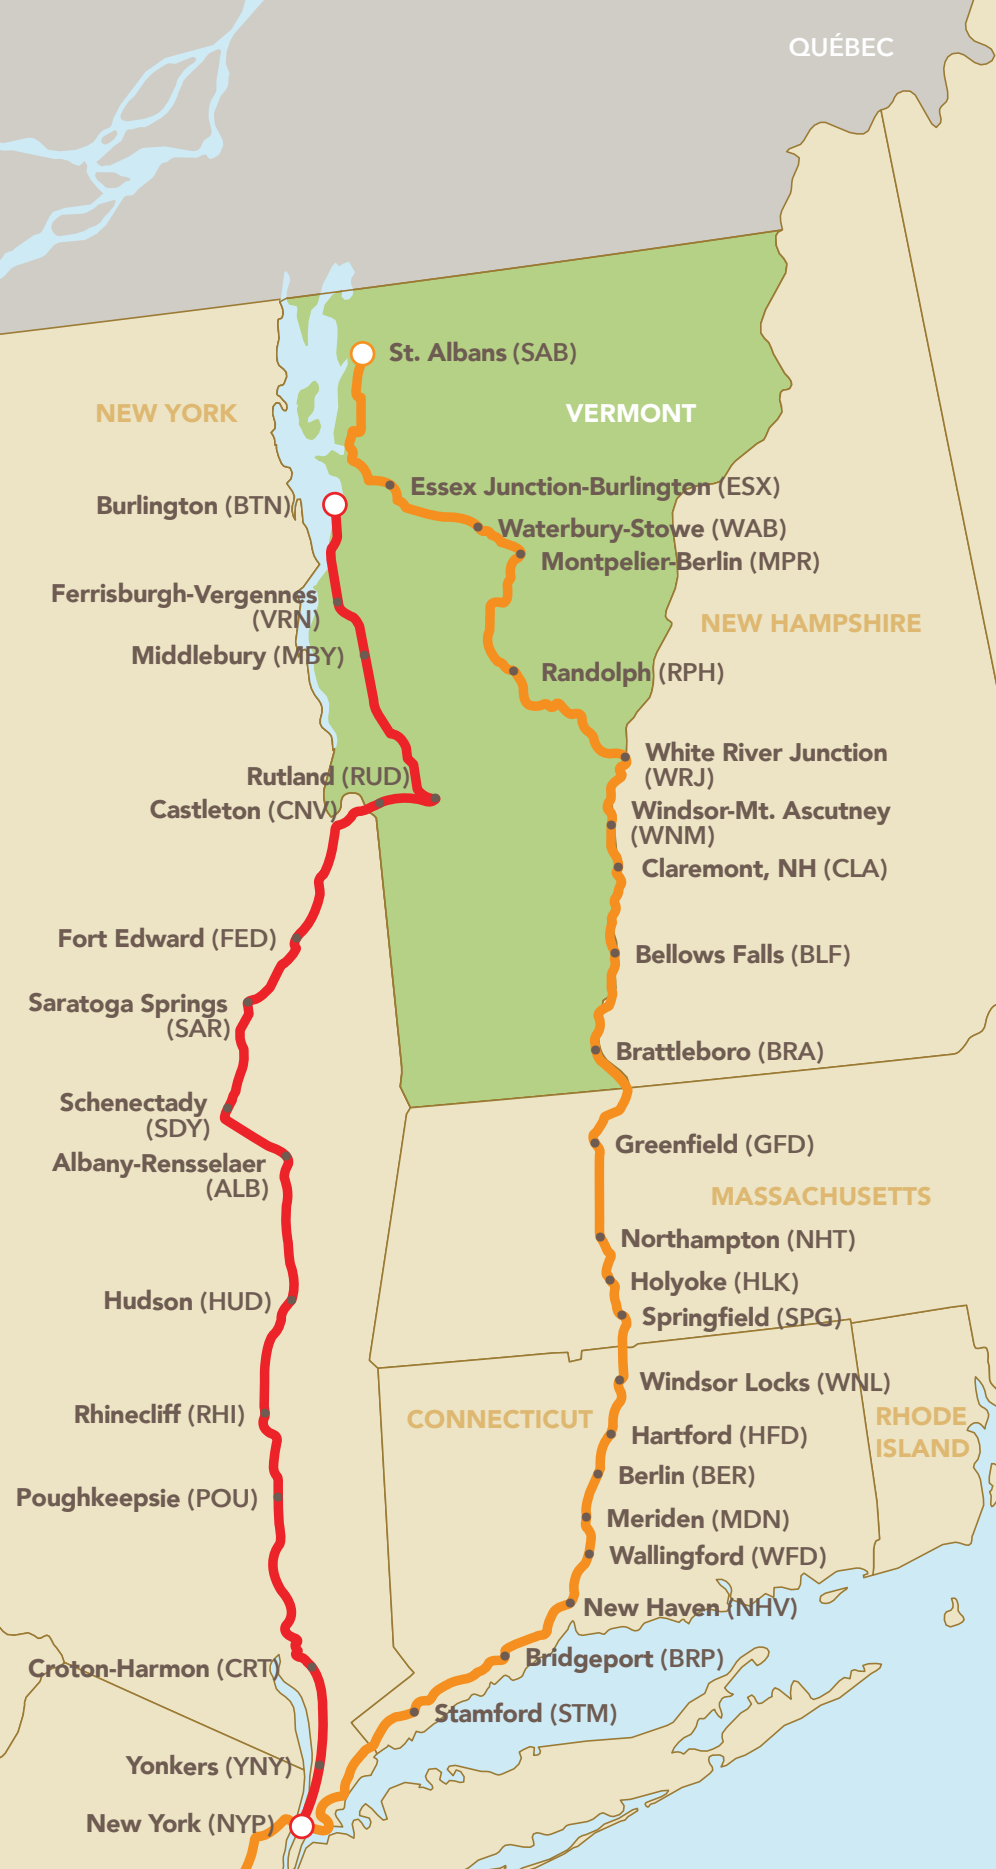 QUÉBEC
St. Albans (SAB)
NEW YORK
VERMONT
Essex Junction-Burlington (ESX)
Burlington (BTN)
Waterbury-Stowe (WAB)
Montpelier-Berlin (MPR)
Ferrisburgh-Vergennes
(VRN)
NEW HAMPSHIRE
Middlebury (MBY)
Randolph (RPH)
White River Junction
(WRJ)
Rutland (RUD)
Castleton (CNV)
Windsor-Mt. Ascutney
(WNM)
Claremont, NH (CLA)
Fort Edward (FED)
Bellows Falls (BLF)
Saratoga Springs
(SAR)
Brattleboro (BRA)
Schenectady
(SDY)
Greenfield (GFD)
Albany-Rensselaer
(ALB)
MASSACHUSETTS
Northampton (NHT)
Holyoke (HLK)
Hudson (HUD)
Springfield (SPG)
Windsor Locks (WNL)
Rhinecliff (RHI)
CONNECTICUT
RHODE
ISLAND
Hartford (HFD)
Berlin (BER)
Poughkeepsie (POU)
Meriden (MDN)
Wallingford (WFD)
New Haven (NHV)
Bridgeport (BRP)
Croton-Harmon (CRT)
Stamford (STM)
Yonkers (YNY)
New York (NYP)